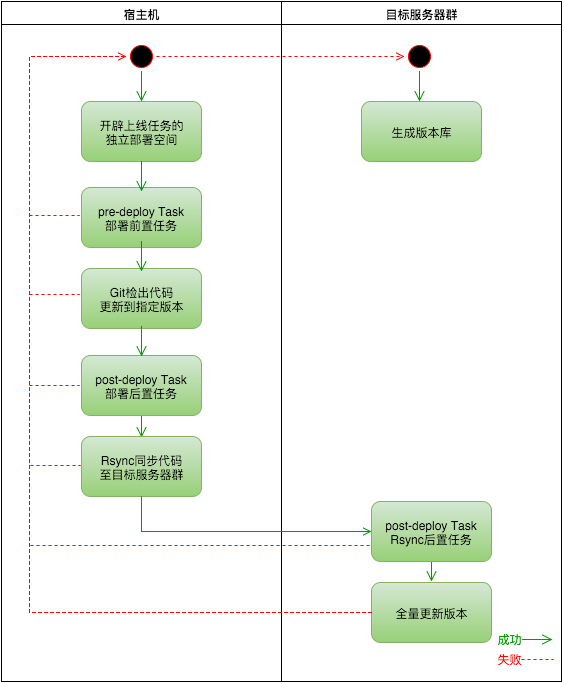 宿主机
目标服务器群
开辟上线任务的
独立部署空间
生成版本库
pre-deploy Task
部署前置任务
Git检出代码
更新到指定版本
post-deploy Task
部署后置任务
Rsync同步代码
至目标服务器群
post-deploy Task
Rsync后置任务
全量更新版本
成功
失败